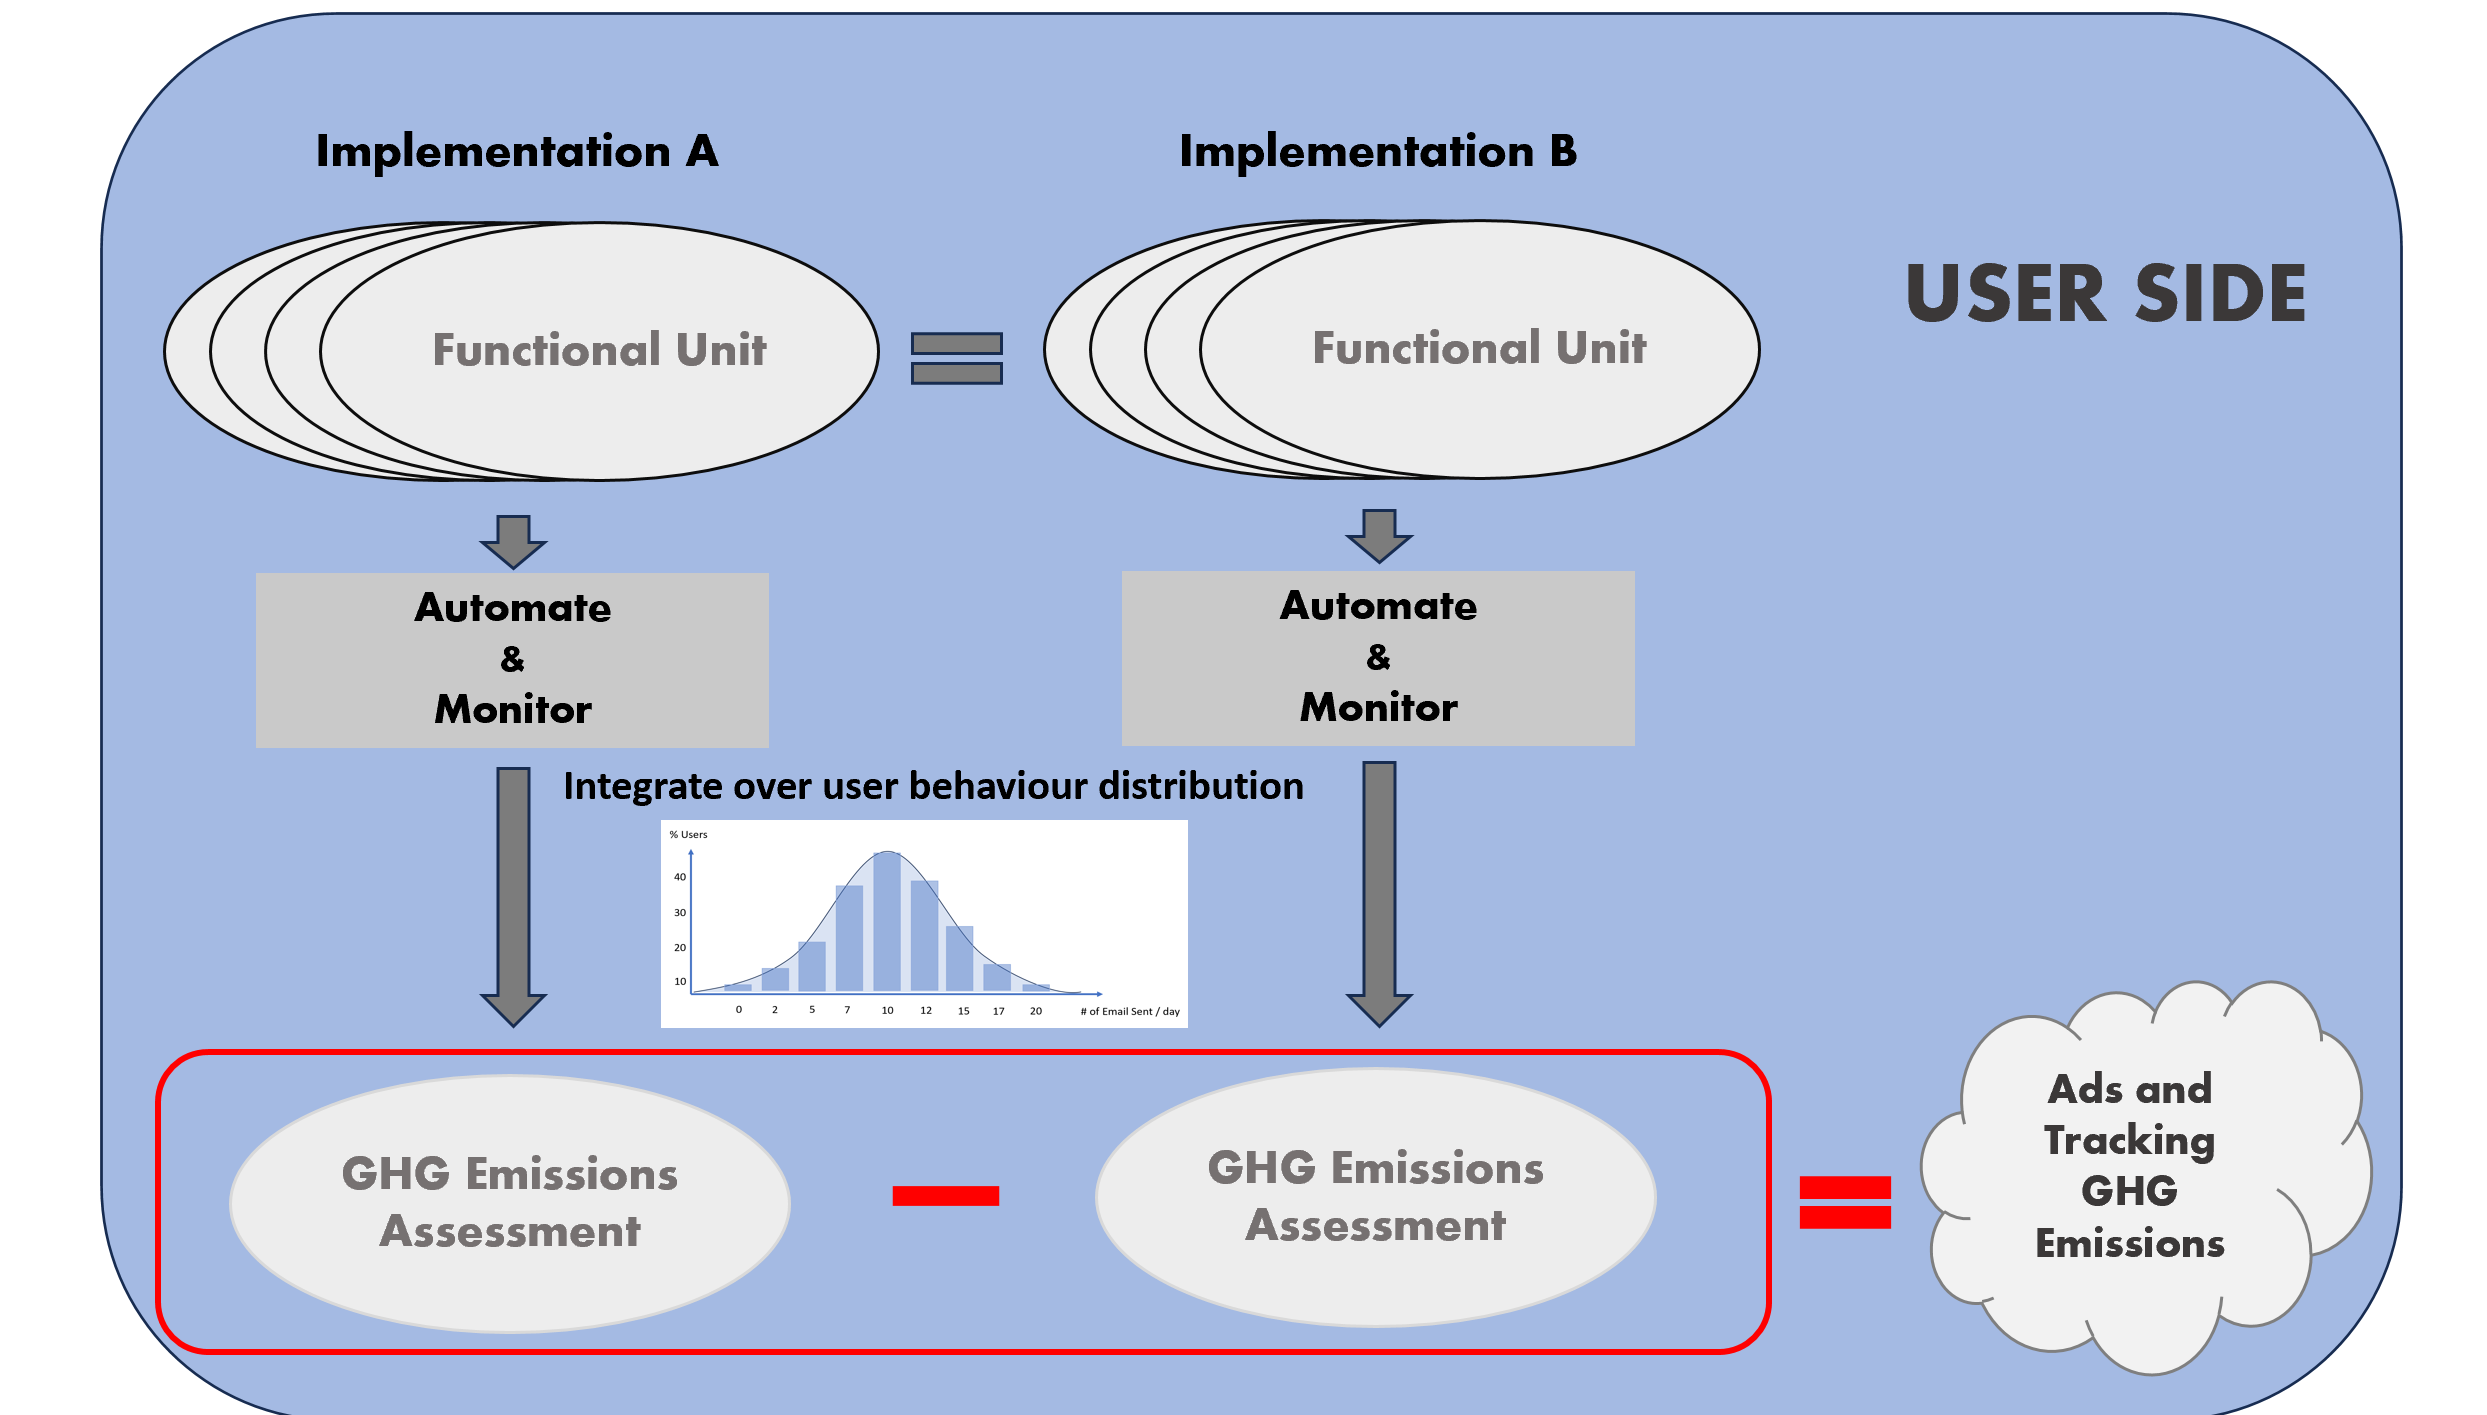 Implementation A
Implementation B
USER SIDE
Functional Unit
Functional Unit
Automate
&
Monitor
Automate
&
Monitor
Integrate over user behaviour distribution
% Users
40
30
20
10
0 2 5 7 10 12 15 17 20
# of Email Sent / day
GHG Emissions
Assessment
GHG Emissions
Assessment
Ads and
Tracking
GHG
Emissions